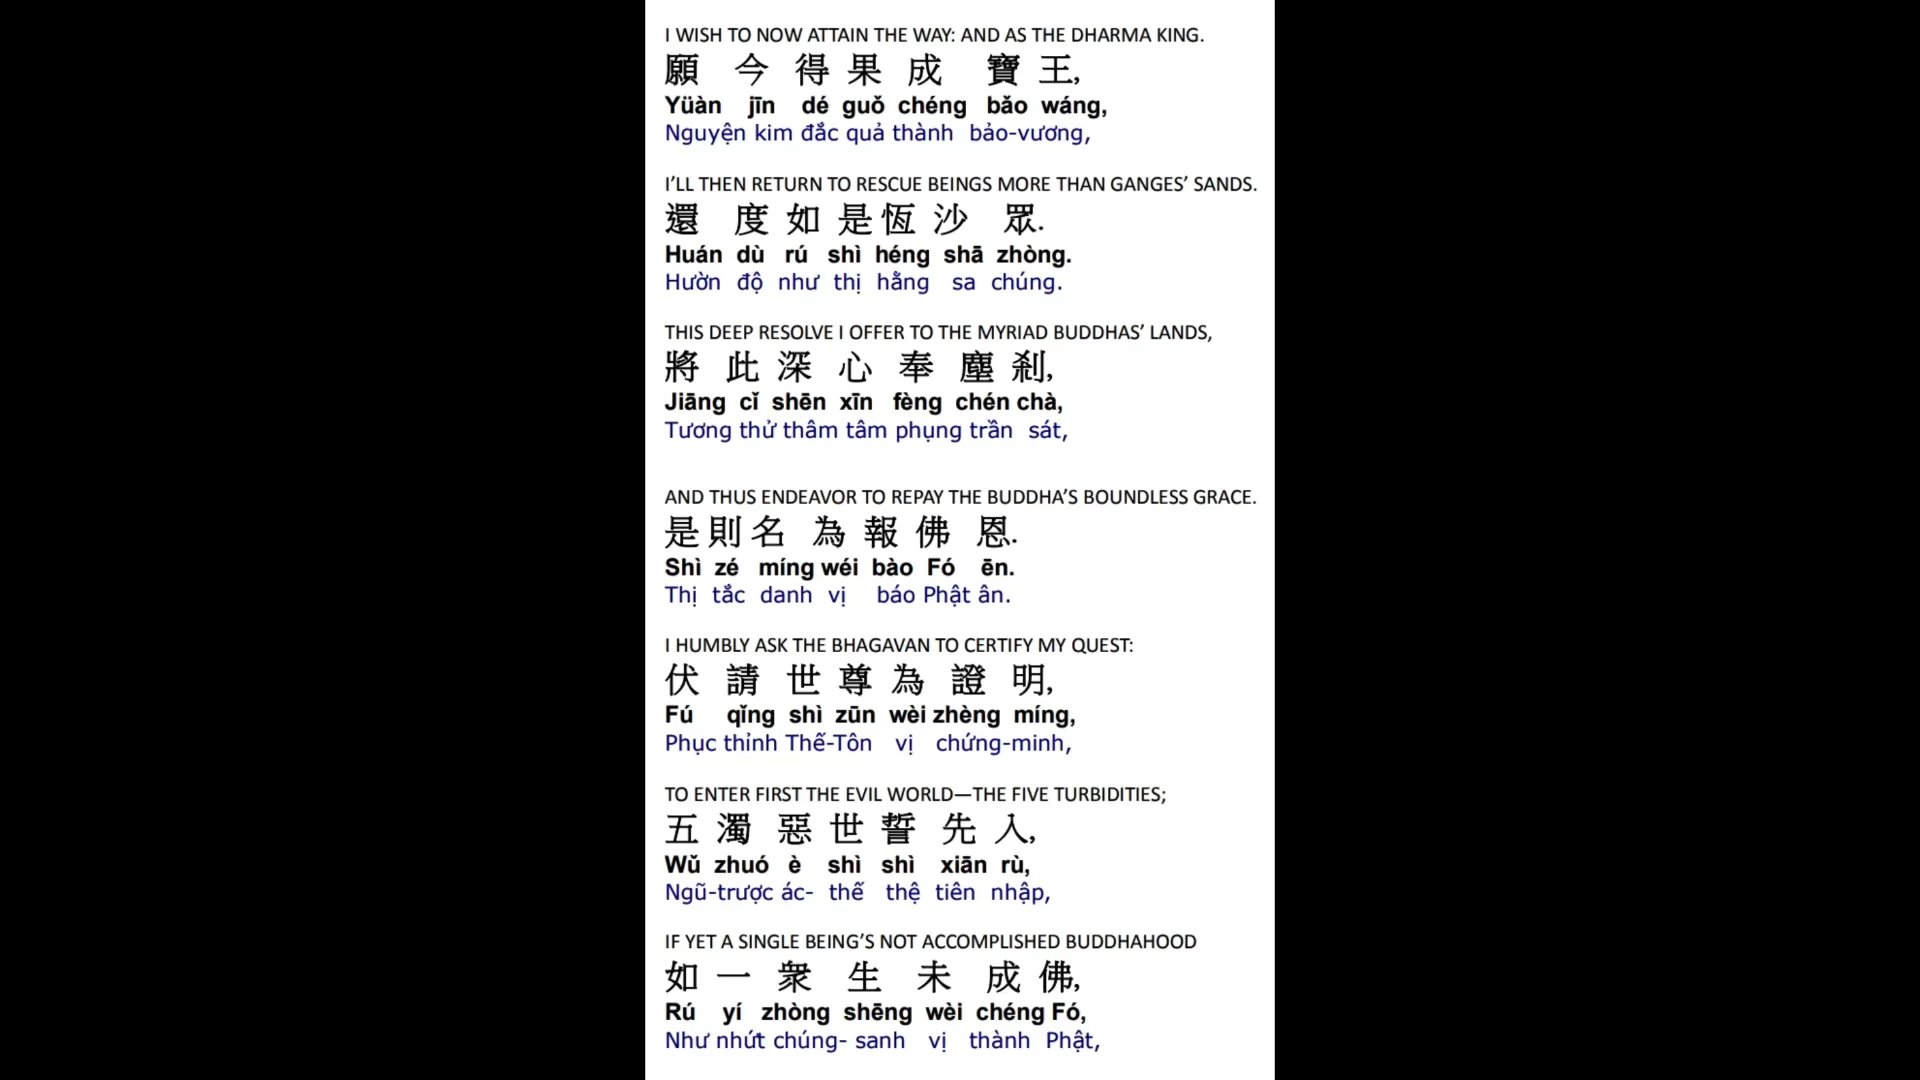 I WISH TO NOW ATTAIN THE WAY: AND AS THE DHARMA KING.
願 今 得 果 成 寶 王,
Yüàn jīn dé guǒ chéng bǎo wáng,
Nguyện kim đắc quả thành bảo-vương,
I’LL THEN RETURN TO RESCUE BEINGS MORE THAN GANGES’ SANDS.
還 度 如 是 恆 沙 眾.
Huán dù rú shì héng shā zhòng.
Hườn độ như thị hằng sa chúng.
THIS DEEP RESOLVE I OFFER TO THE MYRIAD BUDDHAS’ LANDS,
將 此 深 心 奉 塵 剎,
Jiāng cǐ shēn xīn fèng chén chà,
Tương thử thâm tâm phụng trần sát,
AND THUS ENDEAVOR TO REPAY THE BUDDHA’S BOUNDLESS GRACE.
是 則 名 為 報 佛 恩.
Shì zé míng wéi bào Fó ēn.
Thị tắc danh vị báo Phật ân.
I HUMBLY ASK THE BHAGAVAN TO CERTIFY MY QUEST:
伏 請 世 尊 為 證 明,
Fú qǐng shì zūn wèi zhèng míng,
Phục thỉnh Thế-Tôn vị chứng-minh,
TO ENTER FIRST THE EVIL WORLD—THE FIVE TURBIDITIES;
五 濁 惡 世 誓 先 入,
Wǔ zhuó è shì shì xiān rù,
Ngũ-trược ác- thế thệ tiên nhập,
IF YET A SINGLE BEING’S NOT ACCOMPLISHED BUDDHAHOOD
如 一 衆 生 未 成 佛,
Rú yí zhòng shēng wèi chéng Fó,
Như nhứt chúng- sanh vị thành Phật,